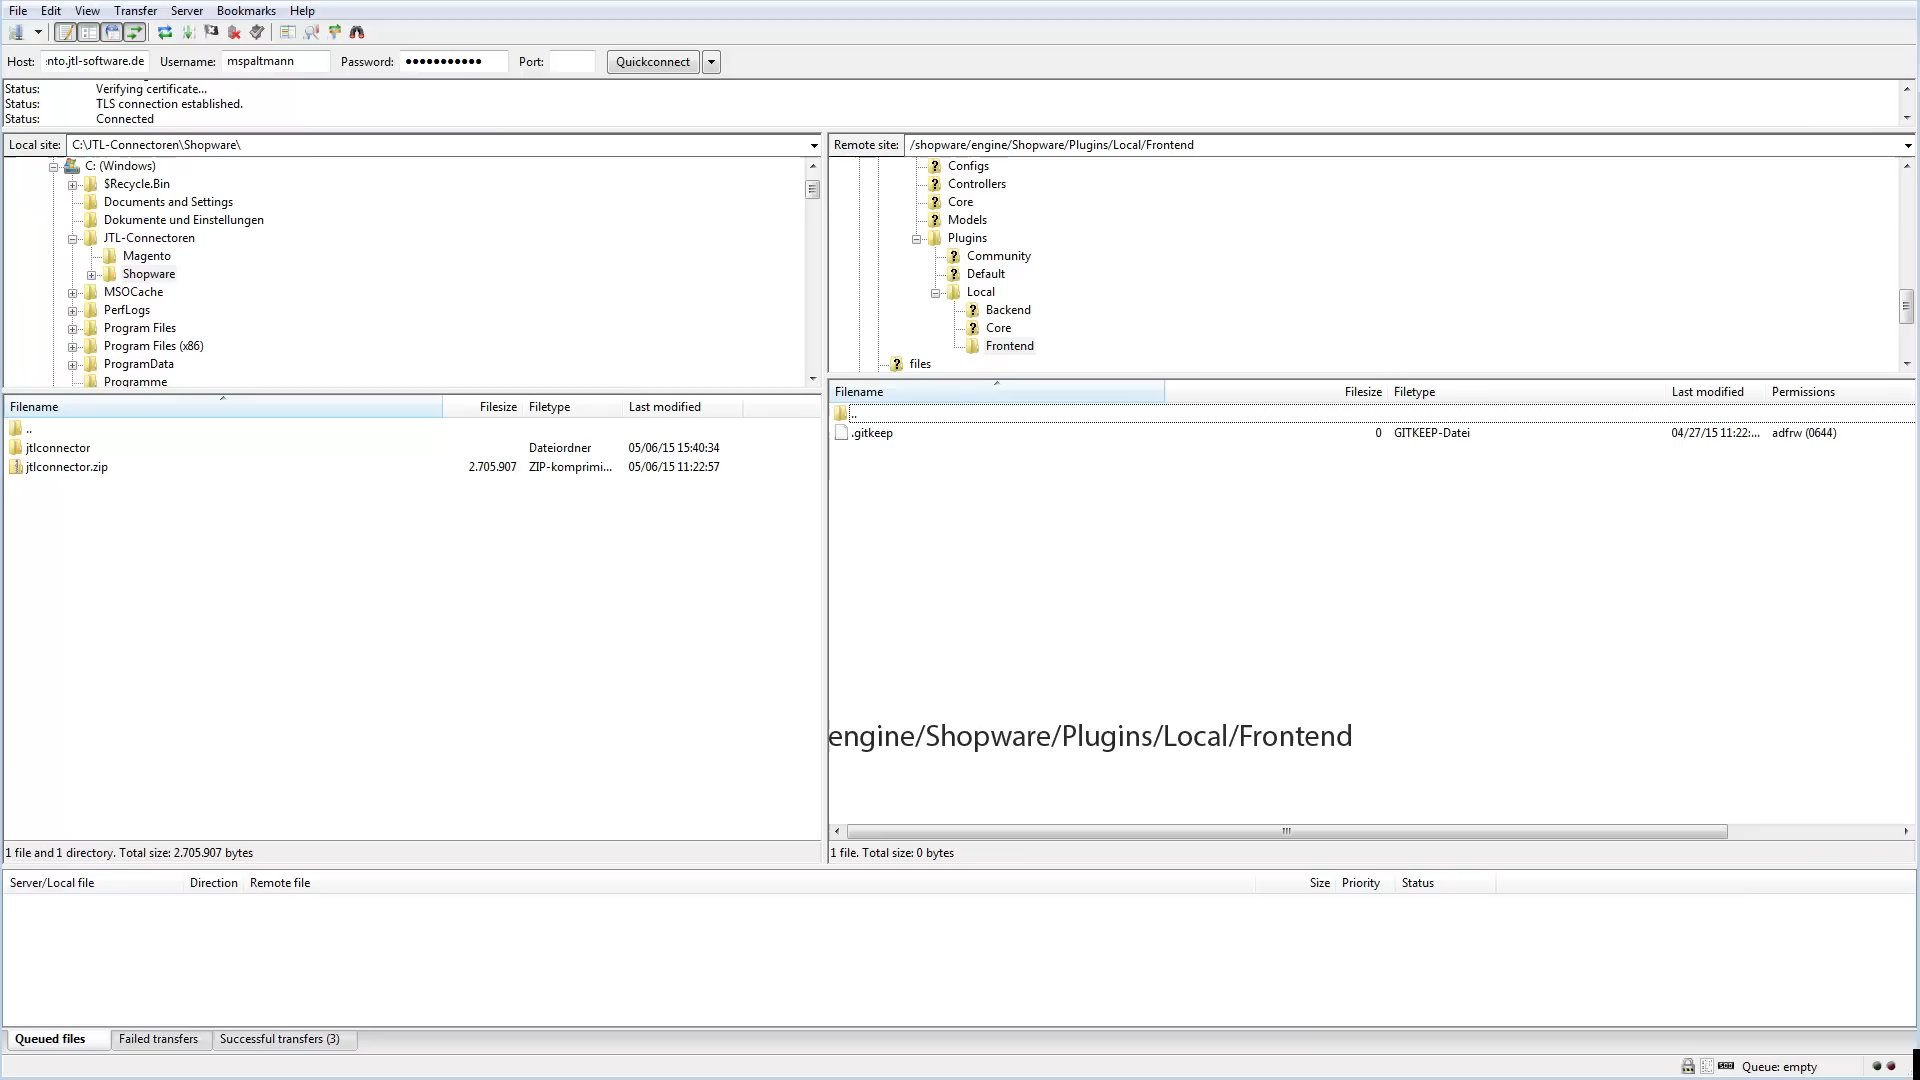 File Edit View Transfer Server Bookmarks Help
Host: nto.jtl-software.de Username: mspaltmann Password: ●●●●●●●●●●● Port: Quickconnect
Status: Verifying certificate...
Status: TLS connection established.
Status: Connected
Local site: C:\JTL-Connectoren\Shopware\
C: (Windows)
$Recycle.Bin
Documents and Settings
Dokumente und Einstellungen
JTL-Connectoren
Magento
Shopware
MSOCache
PerfLogs
Program Files
Program Files (x86)
ProgramData
Programme
Filename Filesize Filetype Last modified
..
jtlconnector Dateiordner 05/06/15 15:40:34
jtlconnector.zip 2.705.907 ZIP-komprimi... 05/06/15 11:22:57
1 file and 1 directory. Total size: 2.705.907 bytes
Remote site: /shopware/engine/Shopware/Plugins/Local/Frontend
Configs
Controllers
Core
Models
Plugins
Community
Default
Local
Backend
Core
Frontend
files
Filename Filesize Filetype Last modified Permissions
..
.gitkeep 0 GITKEEP-Datei 04/27/15 11:22:... adfrw (0644)
engine/Shopware/Plugins/Local/Frontend
1 file. Total size: 0 bytes
Server/Local file Direction Remote file Size Priority Status
Queued files Failed transfers Successful transfers (3)
Queue: empty